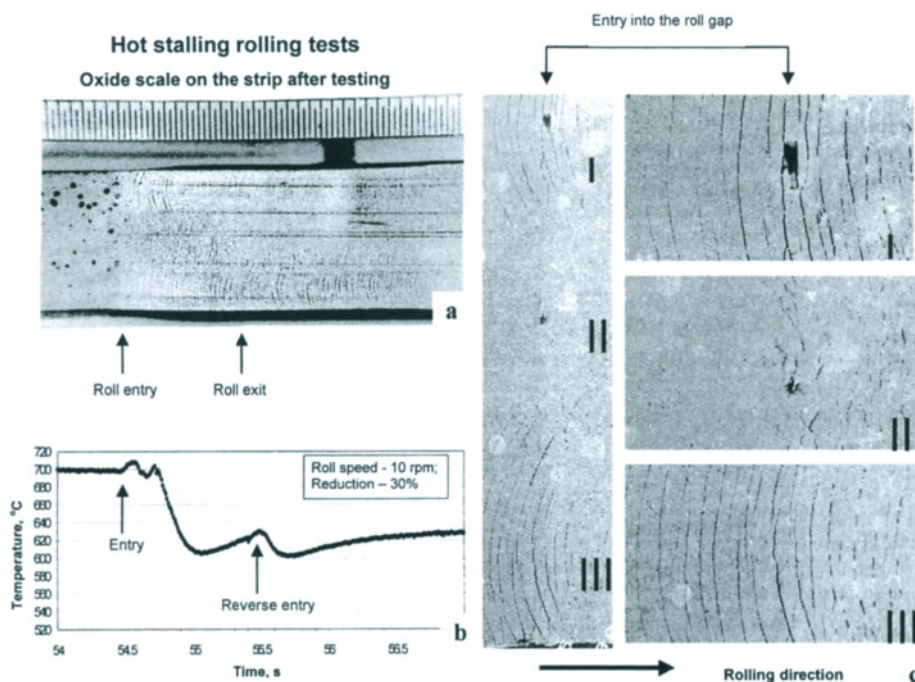 Hot stalling rolling tests
Oxide scale on the strip after testing
a
Roll entry
Roll exit
720
700
680
660
640
620
600
580
560
540
520
Temperature, °C
Roll speed - 10 rpm;
Reduction – 30%
Entry
Reverse entry
b
54
54.5
55
55.5
56
56.5
Time, s
Entry into the roll gap
I
II
III
I
II
III
Rolling direction
c